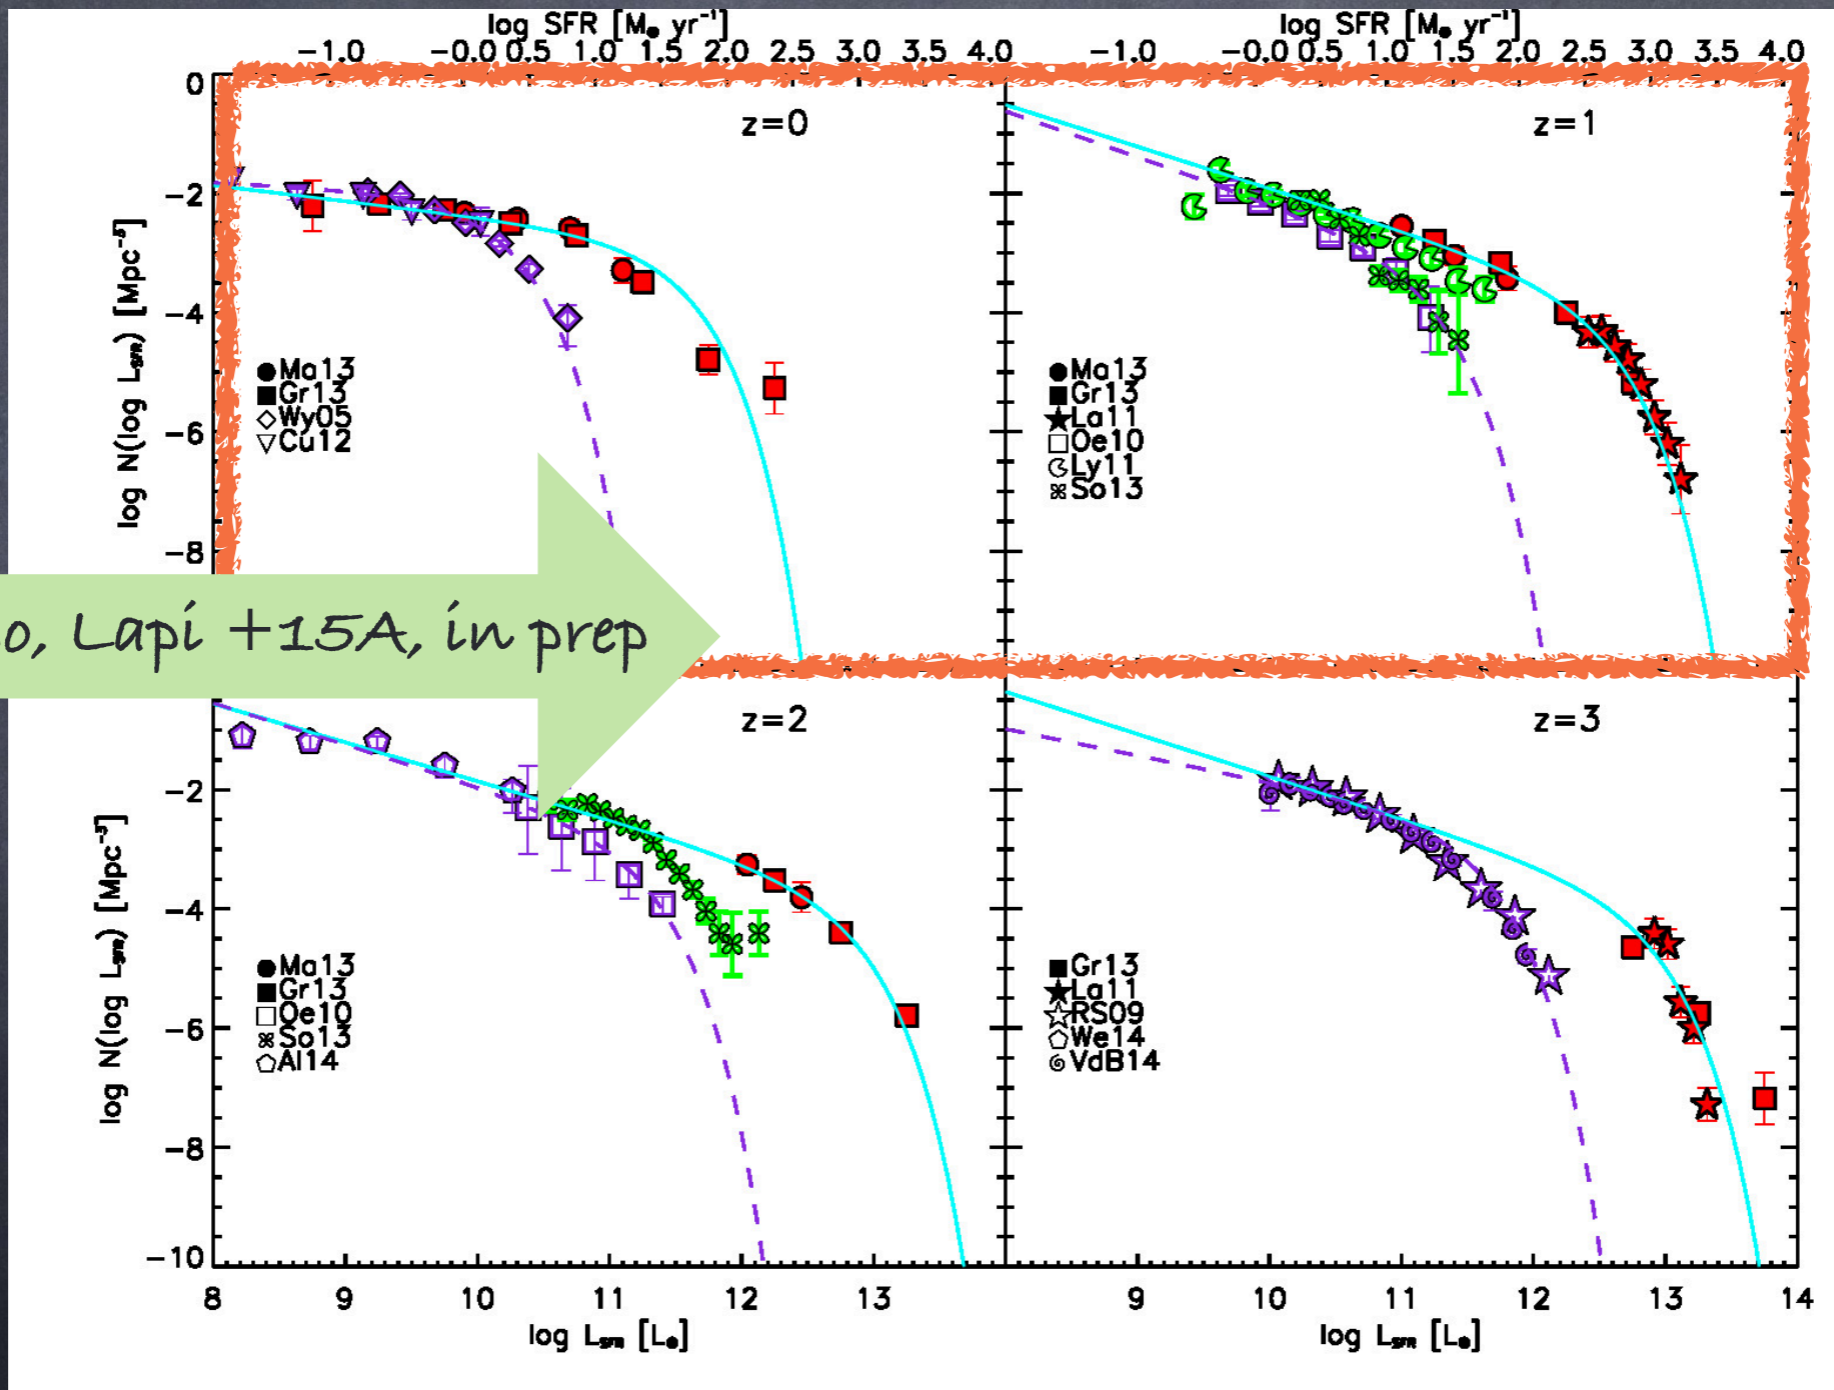 log SFR [M⊙ yr⁻¹]
log SFR [M⊙ yr⁻¹]
−1.0 −0.0 0.5 1.0 1.5 2.0 2.5 3.0 3.5 4.0
−1.0 −0.0 0.5 1.0 1.5 2.0 2.5 3.0 3.5 4.0
0
−2
−4
−6
−8
log N(log L_SFR) [Mpc⁻³]
z=0
Ma13
Gr13
Wy05
Cu12
z=1
Ma13
Gr13
La11
Oe10
Ly11
So13
o, Lapi +15A, in prep
−2
−4
−6
−8
−10
log N(log L_SFR) [Mpc⁻³]
z=2
Ma13
Gr13
Oe10
So13
Al14
z=3
Gr13
La11
RS09
We14
VdB14
8 9 10 11 12 13
9 10 11 12 13 14
log L_SFR [L⊙]
log L_SFR [L⊙]